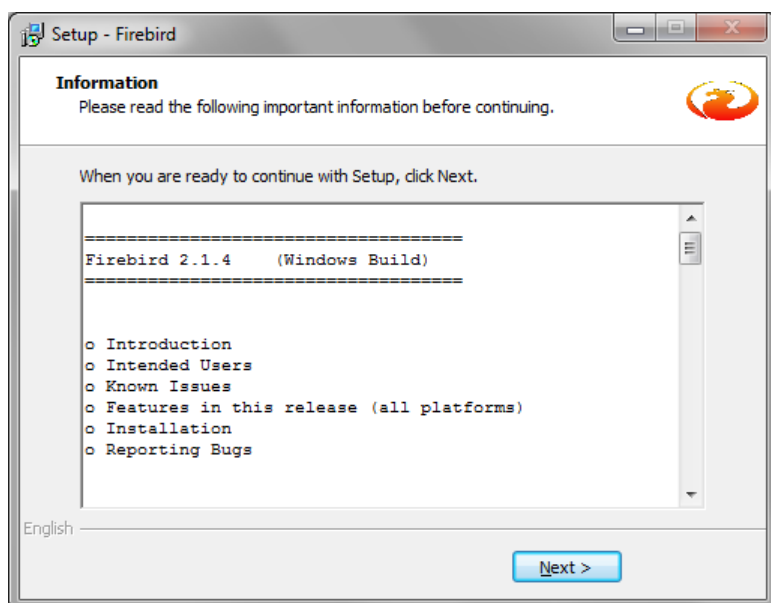 Setup - Firebird
Information
Please read the following important information before continuing.
When you are ready to continue with Setup, click Next.
====================================
Firebird 2.1.4    (Windows Build)
====================================
o Introduction
o Intended Users
o Known Issues
o Features in this release (all platforms)
o Installation
o Reporting Bugs
English
Next >